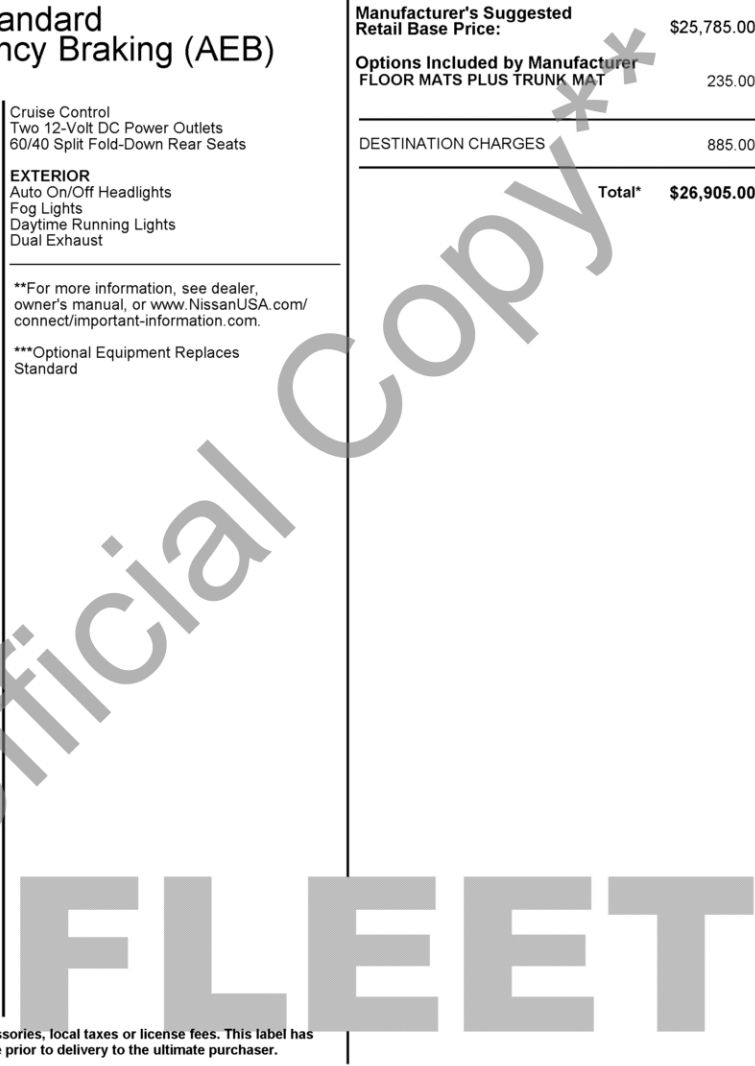 andard
ncy Braking (AEB)
Cruise Control
Two 12-Volt DC Power Outlets
60/40 Split Fold-Down Rear Seats
EXTERIOR
Auto On/Off Headlights
Fog Lights
Daytime Running Lights
Dual Exhaust
**For more information, see dealer,
owner's manual, or www.NissanUSA.com/
connect/important-information.com.
***Optional Equipment Replaces
Standard
Manufacturer's Suggested
Retail Base Price: $25,785.00
Options Included by Manufacturer
FLOOR MATS PLUS TRUNK MAT 235.00
DESTINATION CHARGES 885.00
Total* $26,905.00
fficial Copy**
FLEET
ssories, local taxes or license fees. This label has
e prior to delivery to the ultimate purchaser.